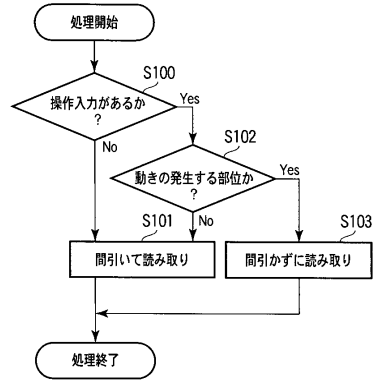 処理開始
S100
操作入力があるか
?
Yes
No
S102
動きの発生する部位か
?
Yes
No
S101
間引いて読み取り
S103
間引かずに読み取り
処理終了